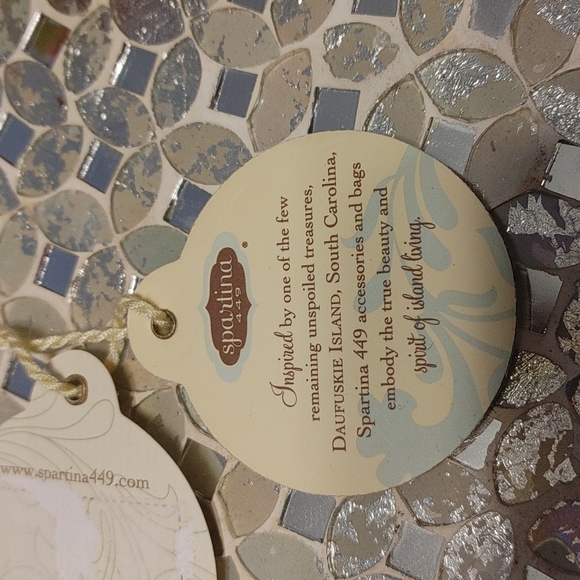 spartina
449
Inspired by one of the few
remaining unspoiled treasures,
DAUFUSKIE ISLAND, SOUTH CAROLINA,
Spartina 449 accessories and bags
embody the true beauty and
spirit of island living.
www.spartina449.com